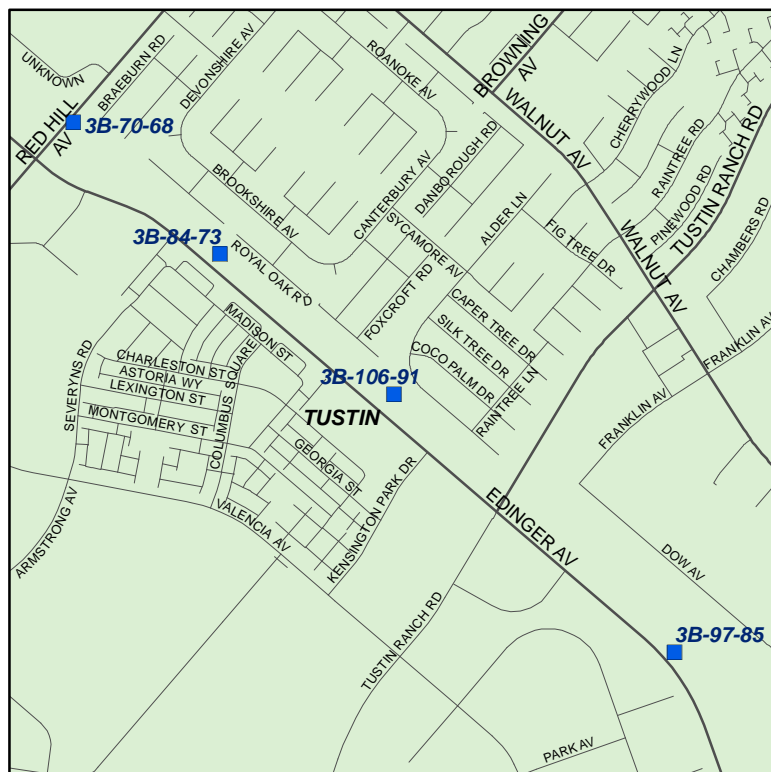 UNKNOWN
BRAEBURN RD
DEVONSHIRE AV
ROANOKE AV
BROWNING
AV
WALNUT AV
CHERRYWOOD LN
RED HILL
AV
3B-70-68
RAINTREE RD
PINEWOOD RD
TUSTIN RANCH RD
CHAMBERS RD
BROOKSHIRE AV
CANTERBURY AV
DANBOROUGH RD
ALDER LN
FIG TREE DR
SYCAMORE AV
WALNUT AV
3B-84-73
ROYAL OAK RD
FOXCROFT RD
CAPER TREE DR
SILK TREE DR
COCO PALM DR
RAINTREE LN
FRANKLIN AV
FRANKLIN AV
MADISON ST
SEVERYNS RD
CHARLESTON ST
ASTORIA WY
LEXINGTON ST
MONTGOMERY ST
COLUMBUS SQUARE
3B-106-91
TUSTIN
GEORGIA ST
KENSINGTON PARK DR
VALENCIA AV
ARMSTRONG AV
EDINGER AV
DOW AV
TUSTIN RANCH RD
3B-97-85
PARK AV